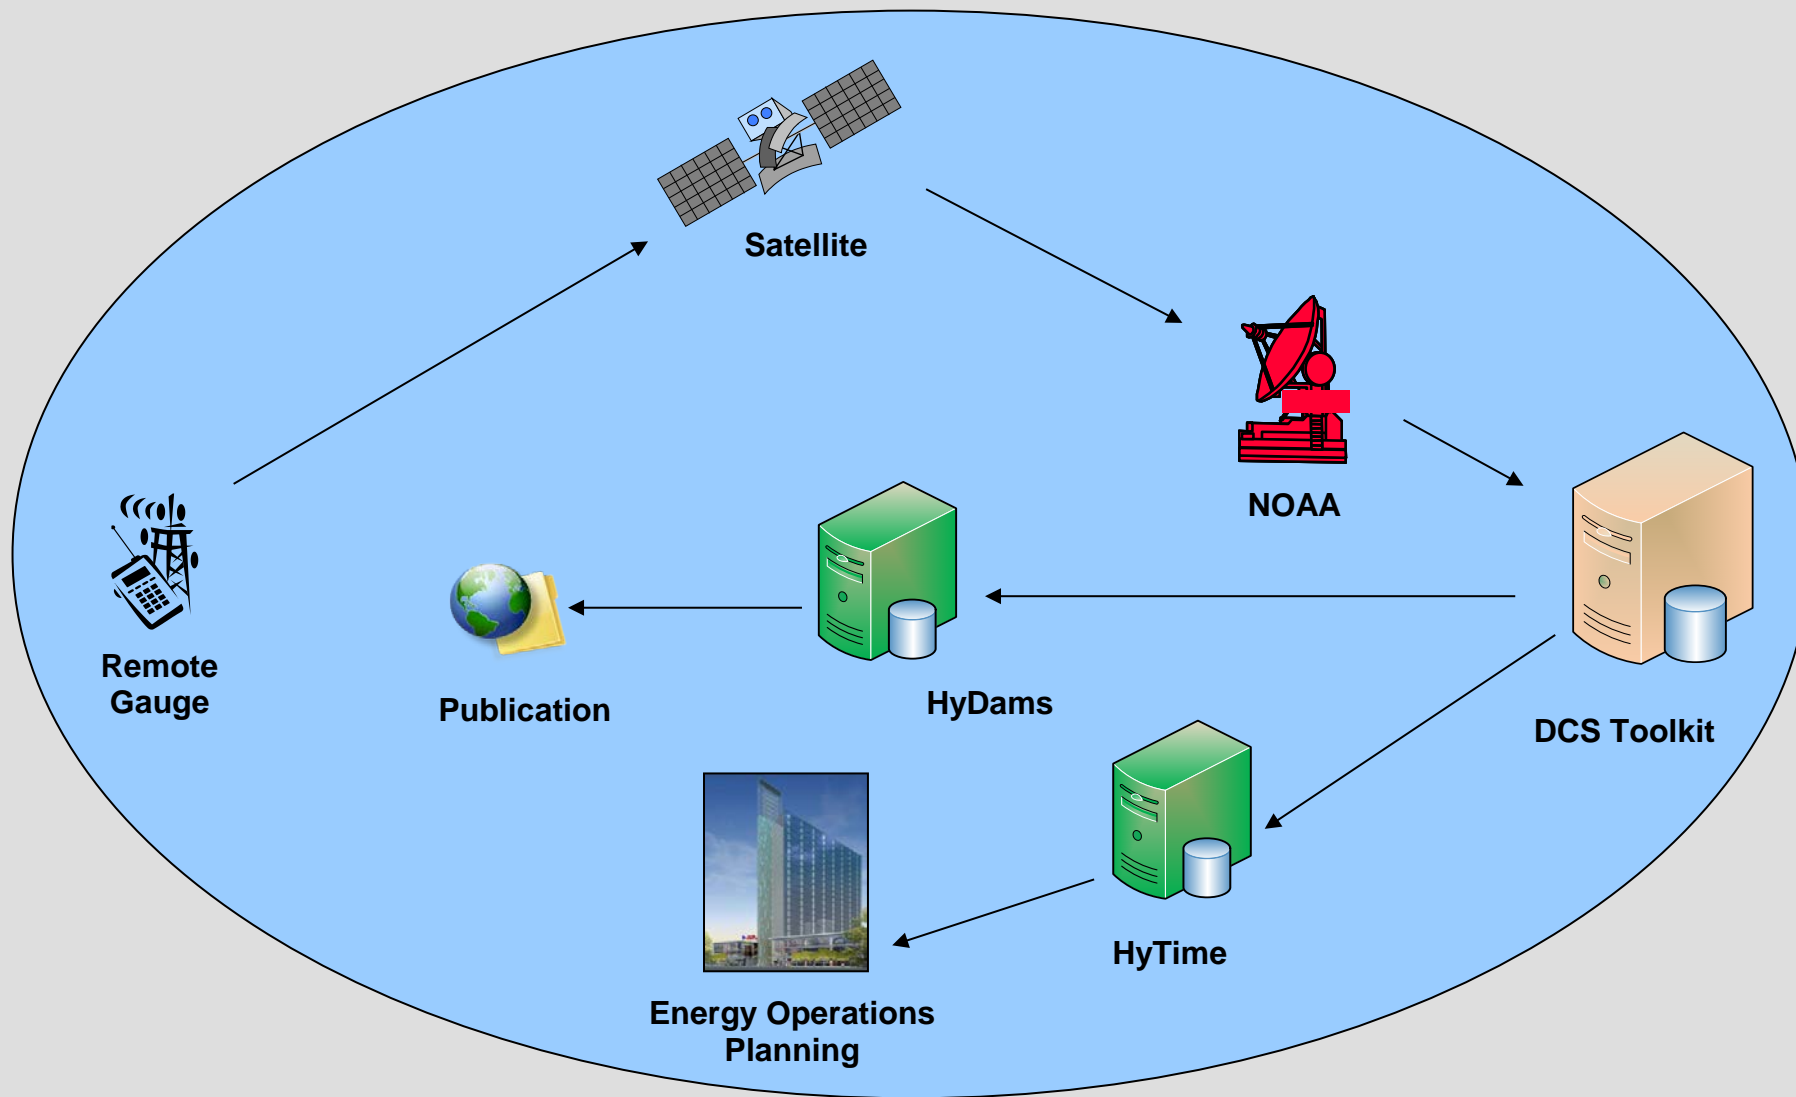 Satellite
NOAA
Remote
Gauge
Publication
HyDams
DCS Toolkit
HyTime
Energy Operations
Planning